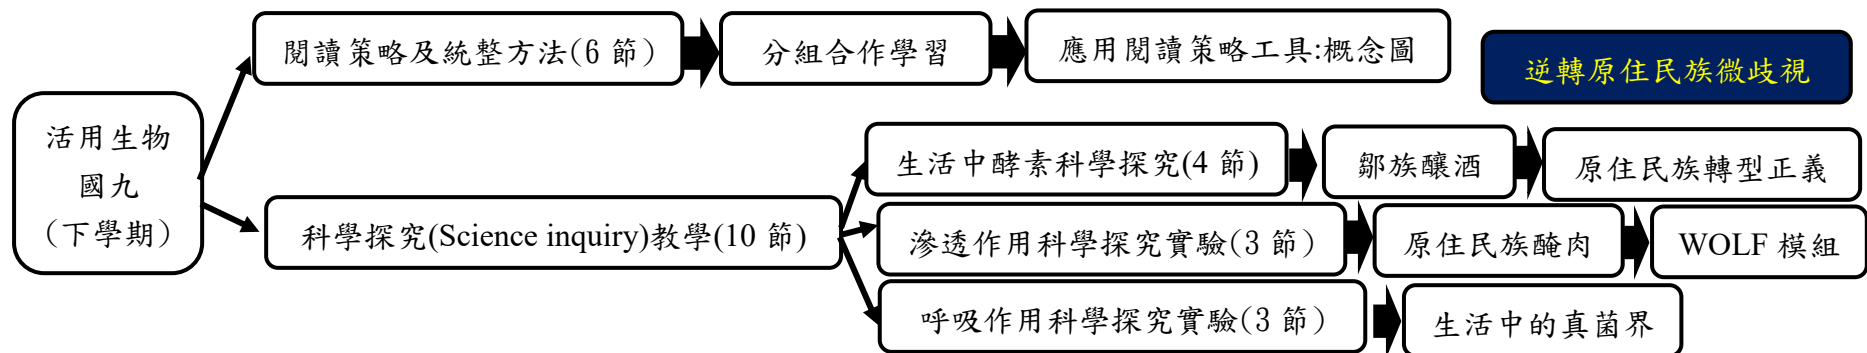 閱讀策略及統整方法(6 節)
分組合作學習
應用閱讀策略工具:概念圖
逆轉原住民族微歧視
活用生物
國九
(下學期)
生活中酵素科學探究(4 節)
鄒族釀酒
原住民族轉型正義
科學探究(Science inquiry)教學(10 節)
滲透作用科學探究實驗(3 節)
原住民族醃肉
WOLF 模組
呼吸作用科學探究實驗(3 節)
生活中的真菌界